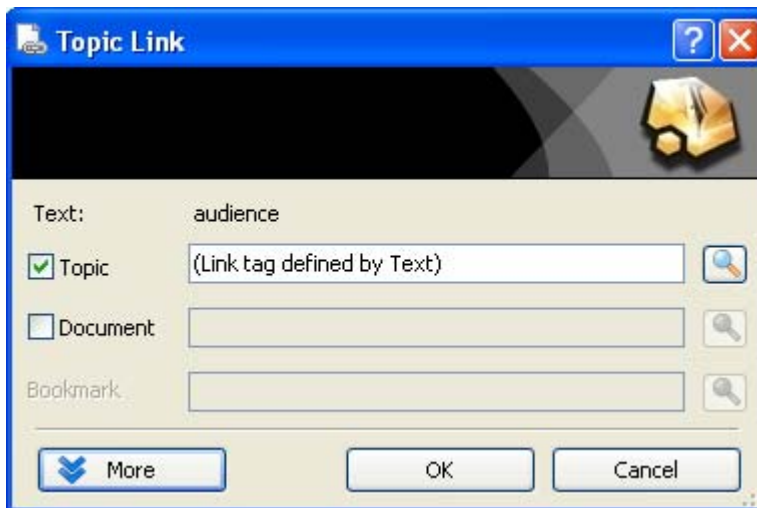 Topic Link
Text: audience
Topic (Link tag defined by Text)
Document
Bookmark
More OK Cancel